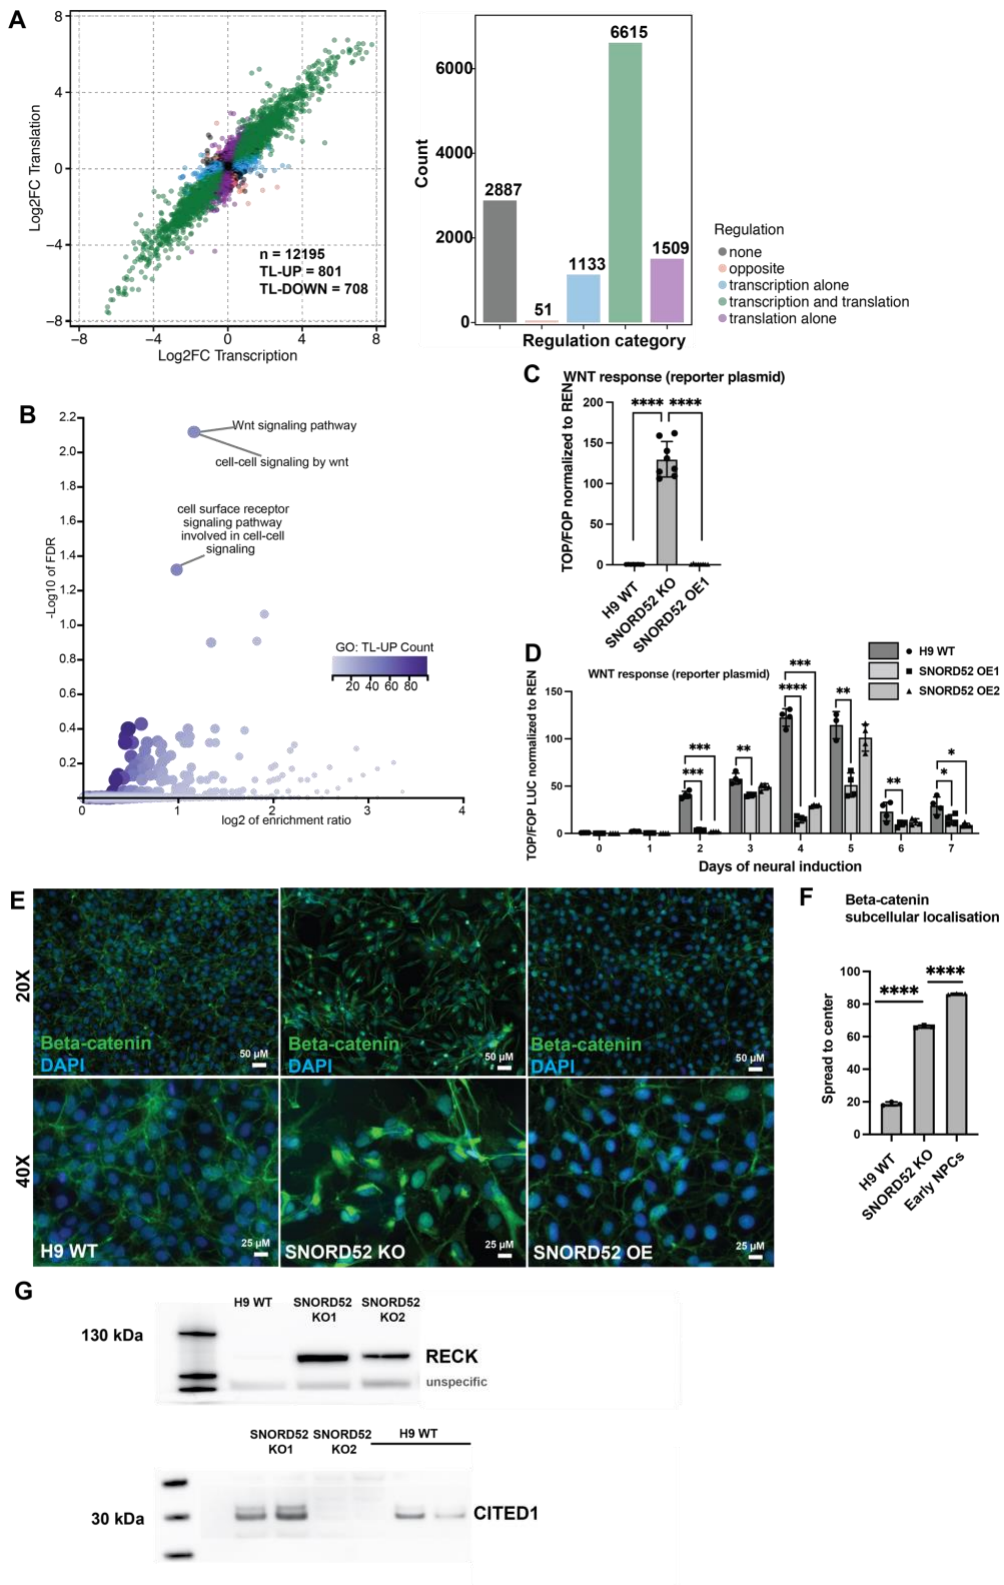 A
8
4
0
−4
−8
−8
−4
0
4
8
Log2FC Translation
Log2FC Transcription
n = 12195
TL-UP = 801
TL-DOWN = 708
6000
4000
2000
0
Count
2887
51
1133
6615
1509
Regulation category
Regulation
none
opposite
transcription alone
transcription and translation
translation alone
B
2.2
2.0
1.8
1.6
1.4
1.2
1.0
0.8
0.6
0.4
0.2
-Log10 of FDR
0
1
2
3
4
log2 of enrichment ratio
Wnt signaling pathway
cell-cell signaling by wnt
cell surface receptor
signaling pathway
involved in cell-cell
signaling
GO: TL-UP Count
20 40 60 80
C
WNT response (reporter plasmid)
TOP/FOP normalized to REN
200
150
100
50
0
**** ****
H9 WT
SNORD52 KO
SNORD52 OE1
D
WNT response (reporter plasmid)
TOP/FOP LUC normalized to REN
150
100
50
0
***
***
**
***
****
**
**
*
*
0 1 2 3 4 5 6 7
Days of neural induction
H9 WT
SNORD52 OE1
SNORD52 OE2
E
20X
Beta-catenin
DAPI
50 µM
Beta-catenin
DAPI
50 µM
Beta-catenin
DAPI
50 µM
40X
H9 WT
25 µM
SNORD52 KO
25 µM
SNORD52 OE
25 µM
F
Beta-catenin
subcellular localisation
Spread to center
100
80
60
40
20
0
****
****
H9 WT
SNORD52 KO
Early NPCs
G
H9 WT
SNORD52
KO1
SNORD52
KO2
130 kDa
RECK
unspecific
SNORD52
KO1
SNORD52
KO2
H9 WT
30 kDa
CITED1